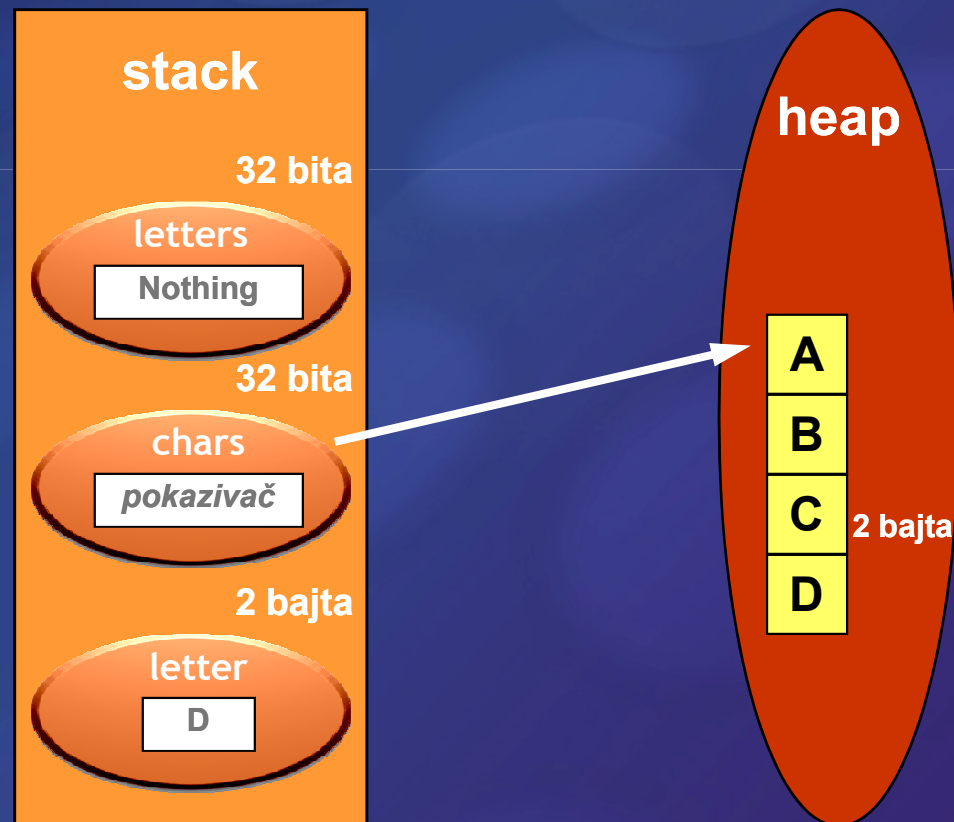 stack
32 bita
letters
Nothing
32 bita
chars
pokazivač
2 bajta
letter
D
heap
A
B
C
2 bajta
D